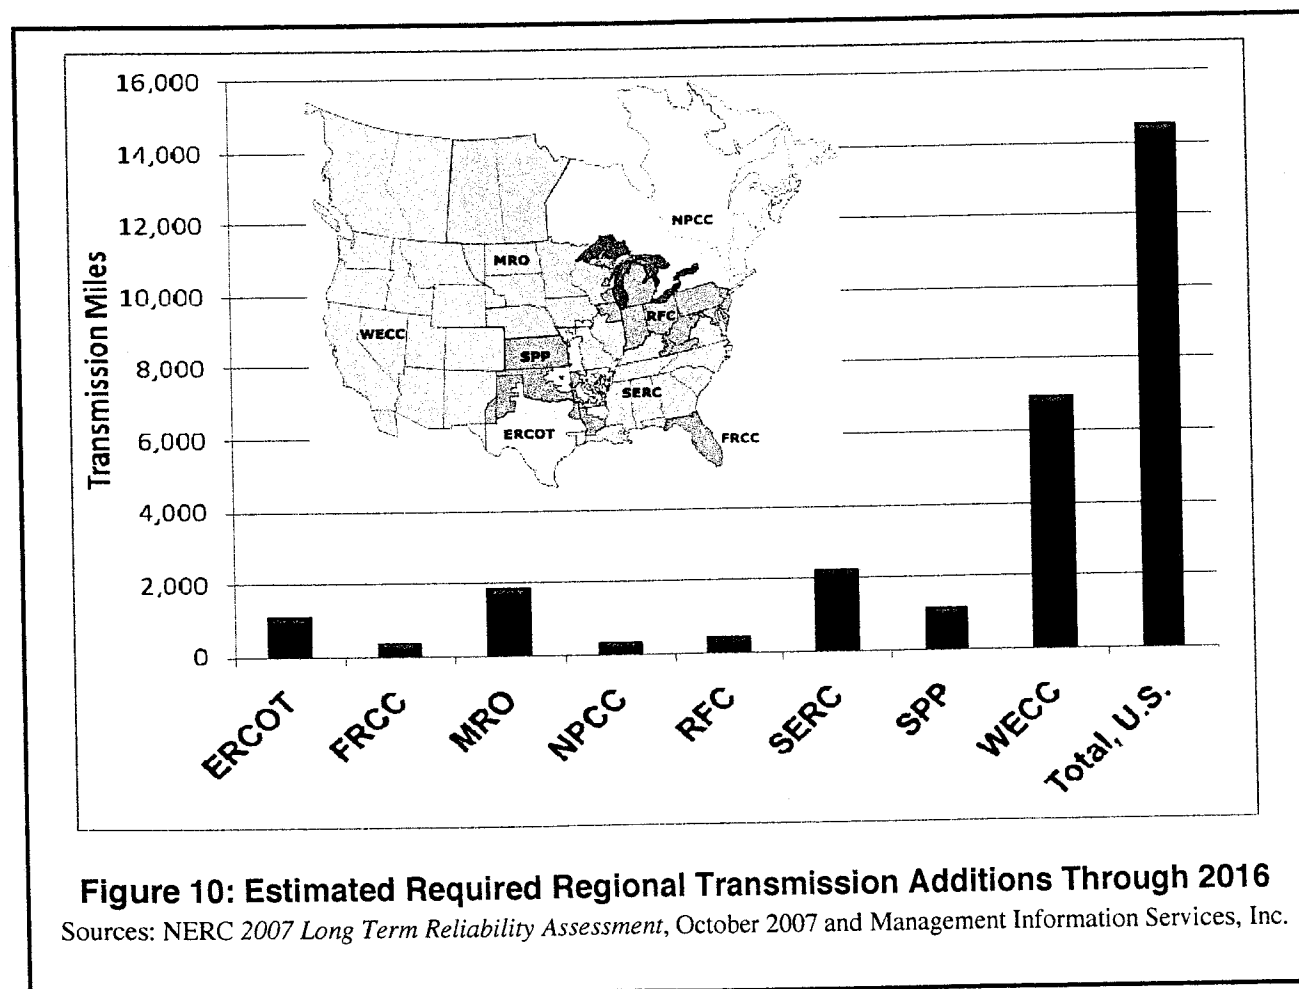 16,000
14,000
12,000
10,000
8,000
6,000
4,000
2,000
0
Transmission Miles
NPCC
MRO
RFC
WECC
SPP
SERC
ERCOT
FRCC
ERCOT
FRCC
MRO
NPCC
RFC
SERC
SPP
WECC
Total, U.S.
Figure 10: Estimated Required Regional Transmission Additions Through 2016
Sources: NERC 2007 Long Term Reliability Assessment, October 2007 and Management Information Services, Inc.